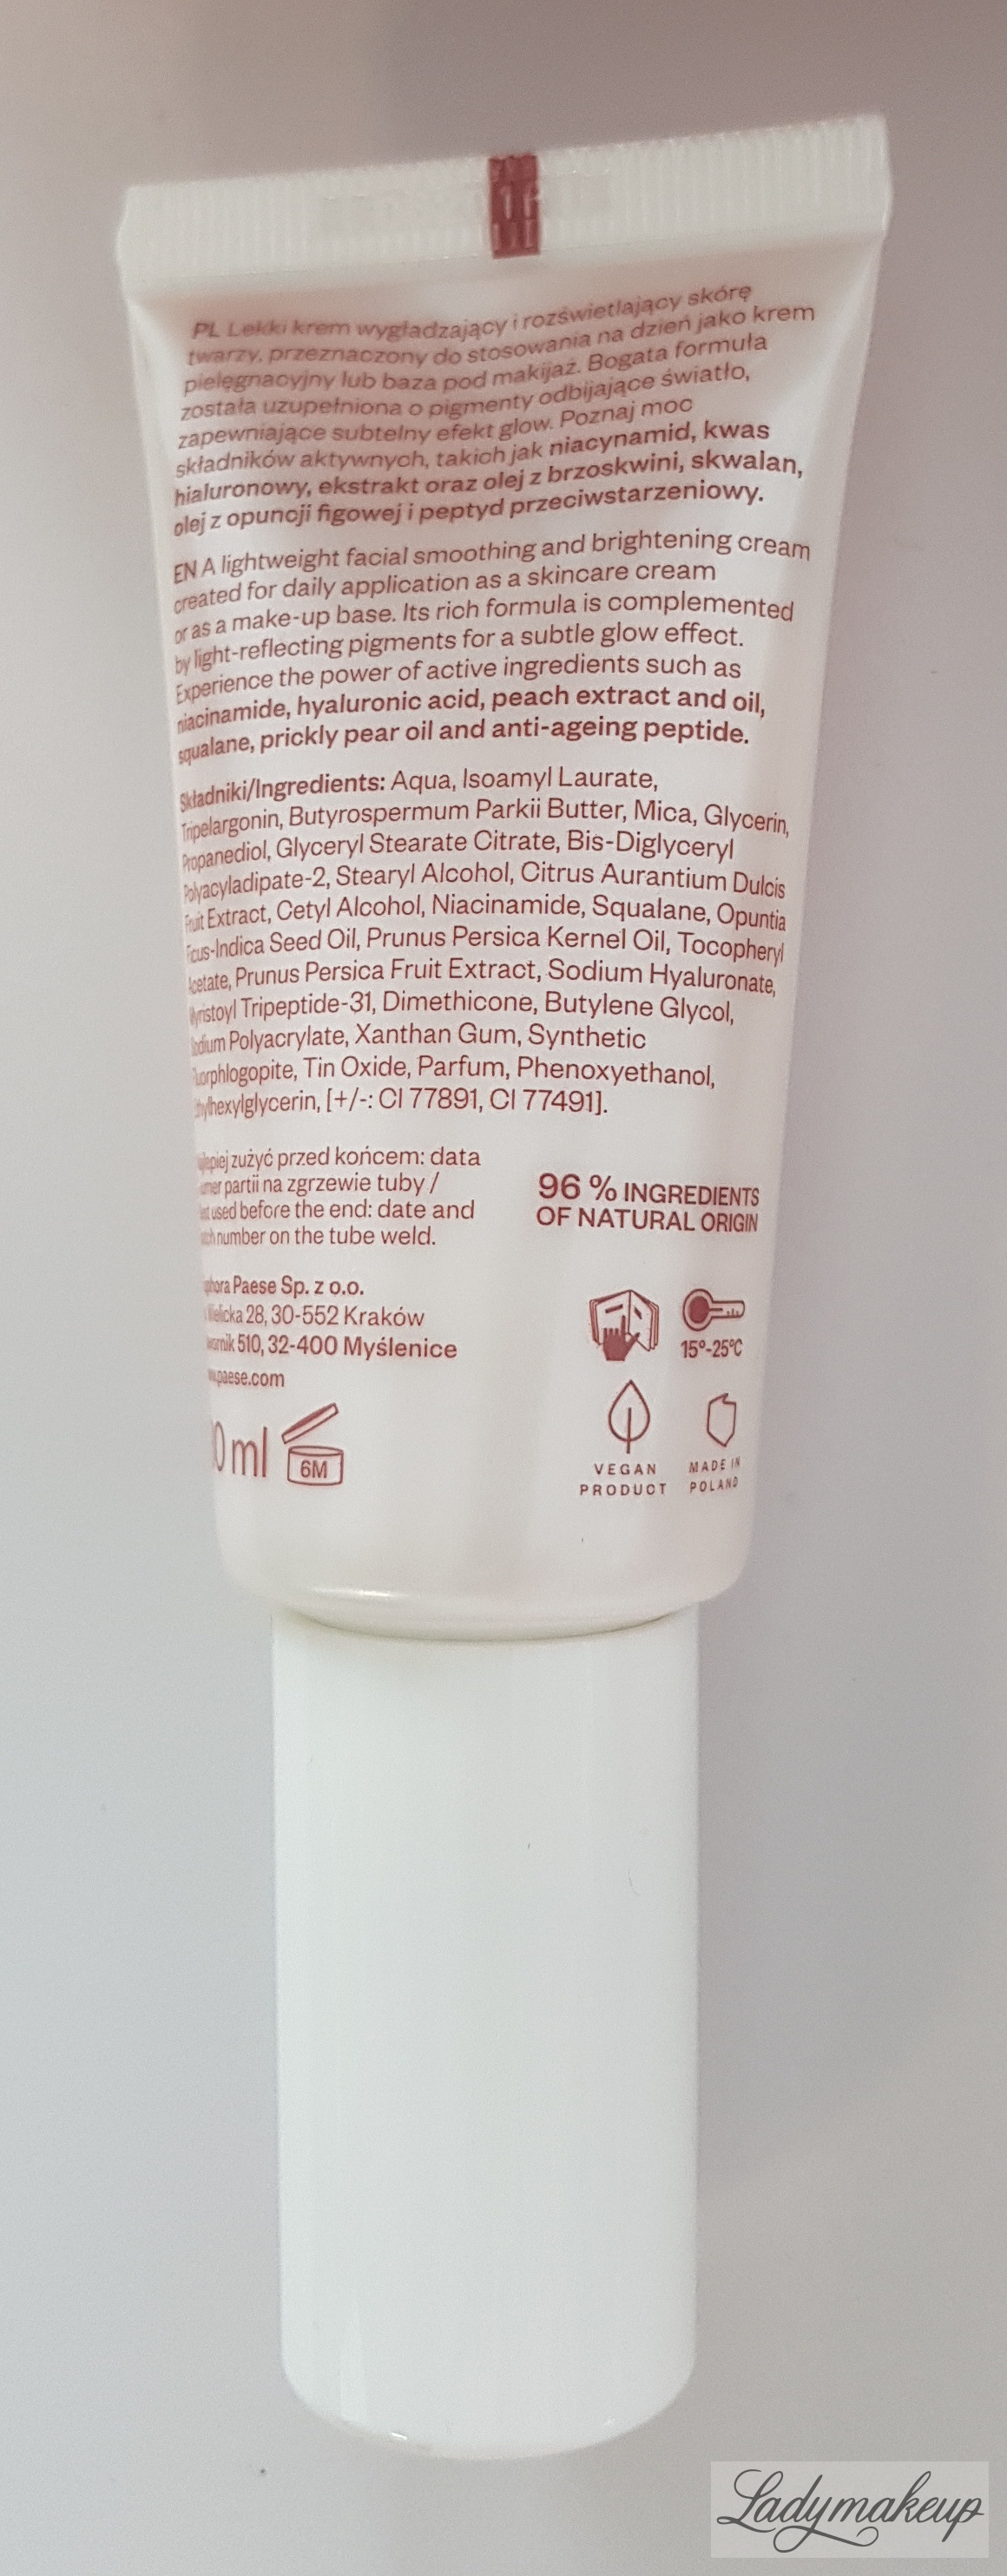 PL Lekki krem wygładzający i rozświetlający skórę
twarzy, przeznaczony do stosowania na dzień jako krem
pielęgnacyjny lub baza pod makijaż. Bogata formuła
została uzupełniona o pigmenty odbijające światło,
zapewniające subtelny efekt glow. Poznaj moc
składników aktywnych, takich jak niacynamid, kwas
hialuronowy, ekstrakt oraz olej z brzoskwini, skwalan,
olej z opuncji figowej i peptyd przeciwstarzeniowy.
EN A lightweight facial smoothing and brightening cream
created for daily application as a skincare cream
or as a make-up base. Its rich formula is complemented
by light-reflecting pigments for a subtle glow effect.
Experience the power of active ingredients such as
niacinamide, hyaluronic acid, peach extract and oil,
squalane, prickly pear oil and anti-ageing peptide.
Składniki/Ingredients: Aqua, Isoamyl Laurate,
Tripelargonin, Butyrospermum Parkii Butter, Mica, Glycerin,
Propanediol, Glyceryl Stearate Citrate, Bis-Diglyceryl
Polyacyladipate-2, Stearyl Alcohol, Citrus Aurantium Dulcis
Fruit Extract, Cetyl Alcohol, Niacinamide, Squalane, Opuntia
Ficus-Indica Seed Oil, Prunus Persica Kernel Oil, Tocopheryl
Acetate, Prunus Persica Fruit Extract, Sodium Hyaluronate,
Myristoyl Tripeptide-31, Dimethicone, Butylene Glycol,
Sodium Polyacrylate, Xanthan Gum, Synthetic
Fluorphlogopite, Tin Oxide, Parfum, Phenoxyethanol,
Ethylhexylglycerin, [+/-: CI 77891, CI 77491].
zużyć przed końcem: data
partii na zgrzewie tuby /
used before the end: date and
number on the tube weld.
96 % INGREDIENTS
OF NATURAL ORIGIN
Paese Sp. z o.o.
28, 30-552 Kraków
510, 32-400 Myślenice
paese.com
15°-25°C
ml
6M
VEGAN
PRODUCT
MADE IN
POLAND
Ladymakeup